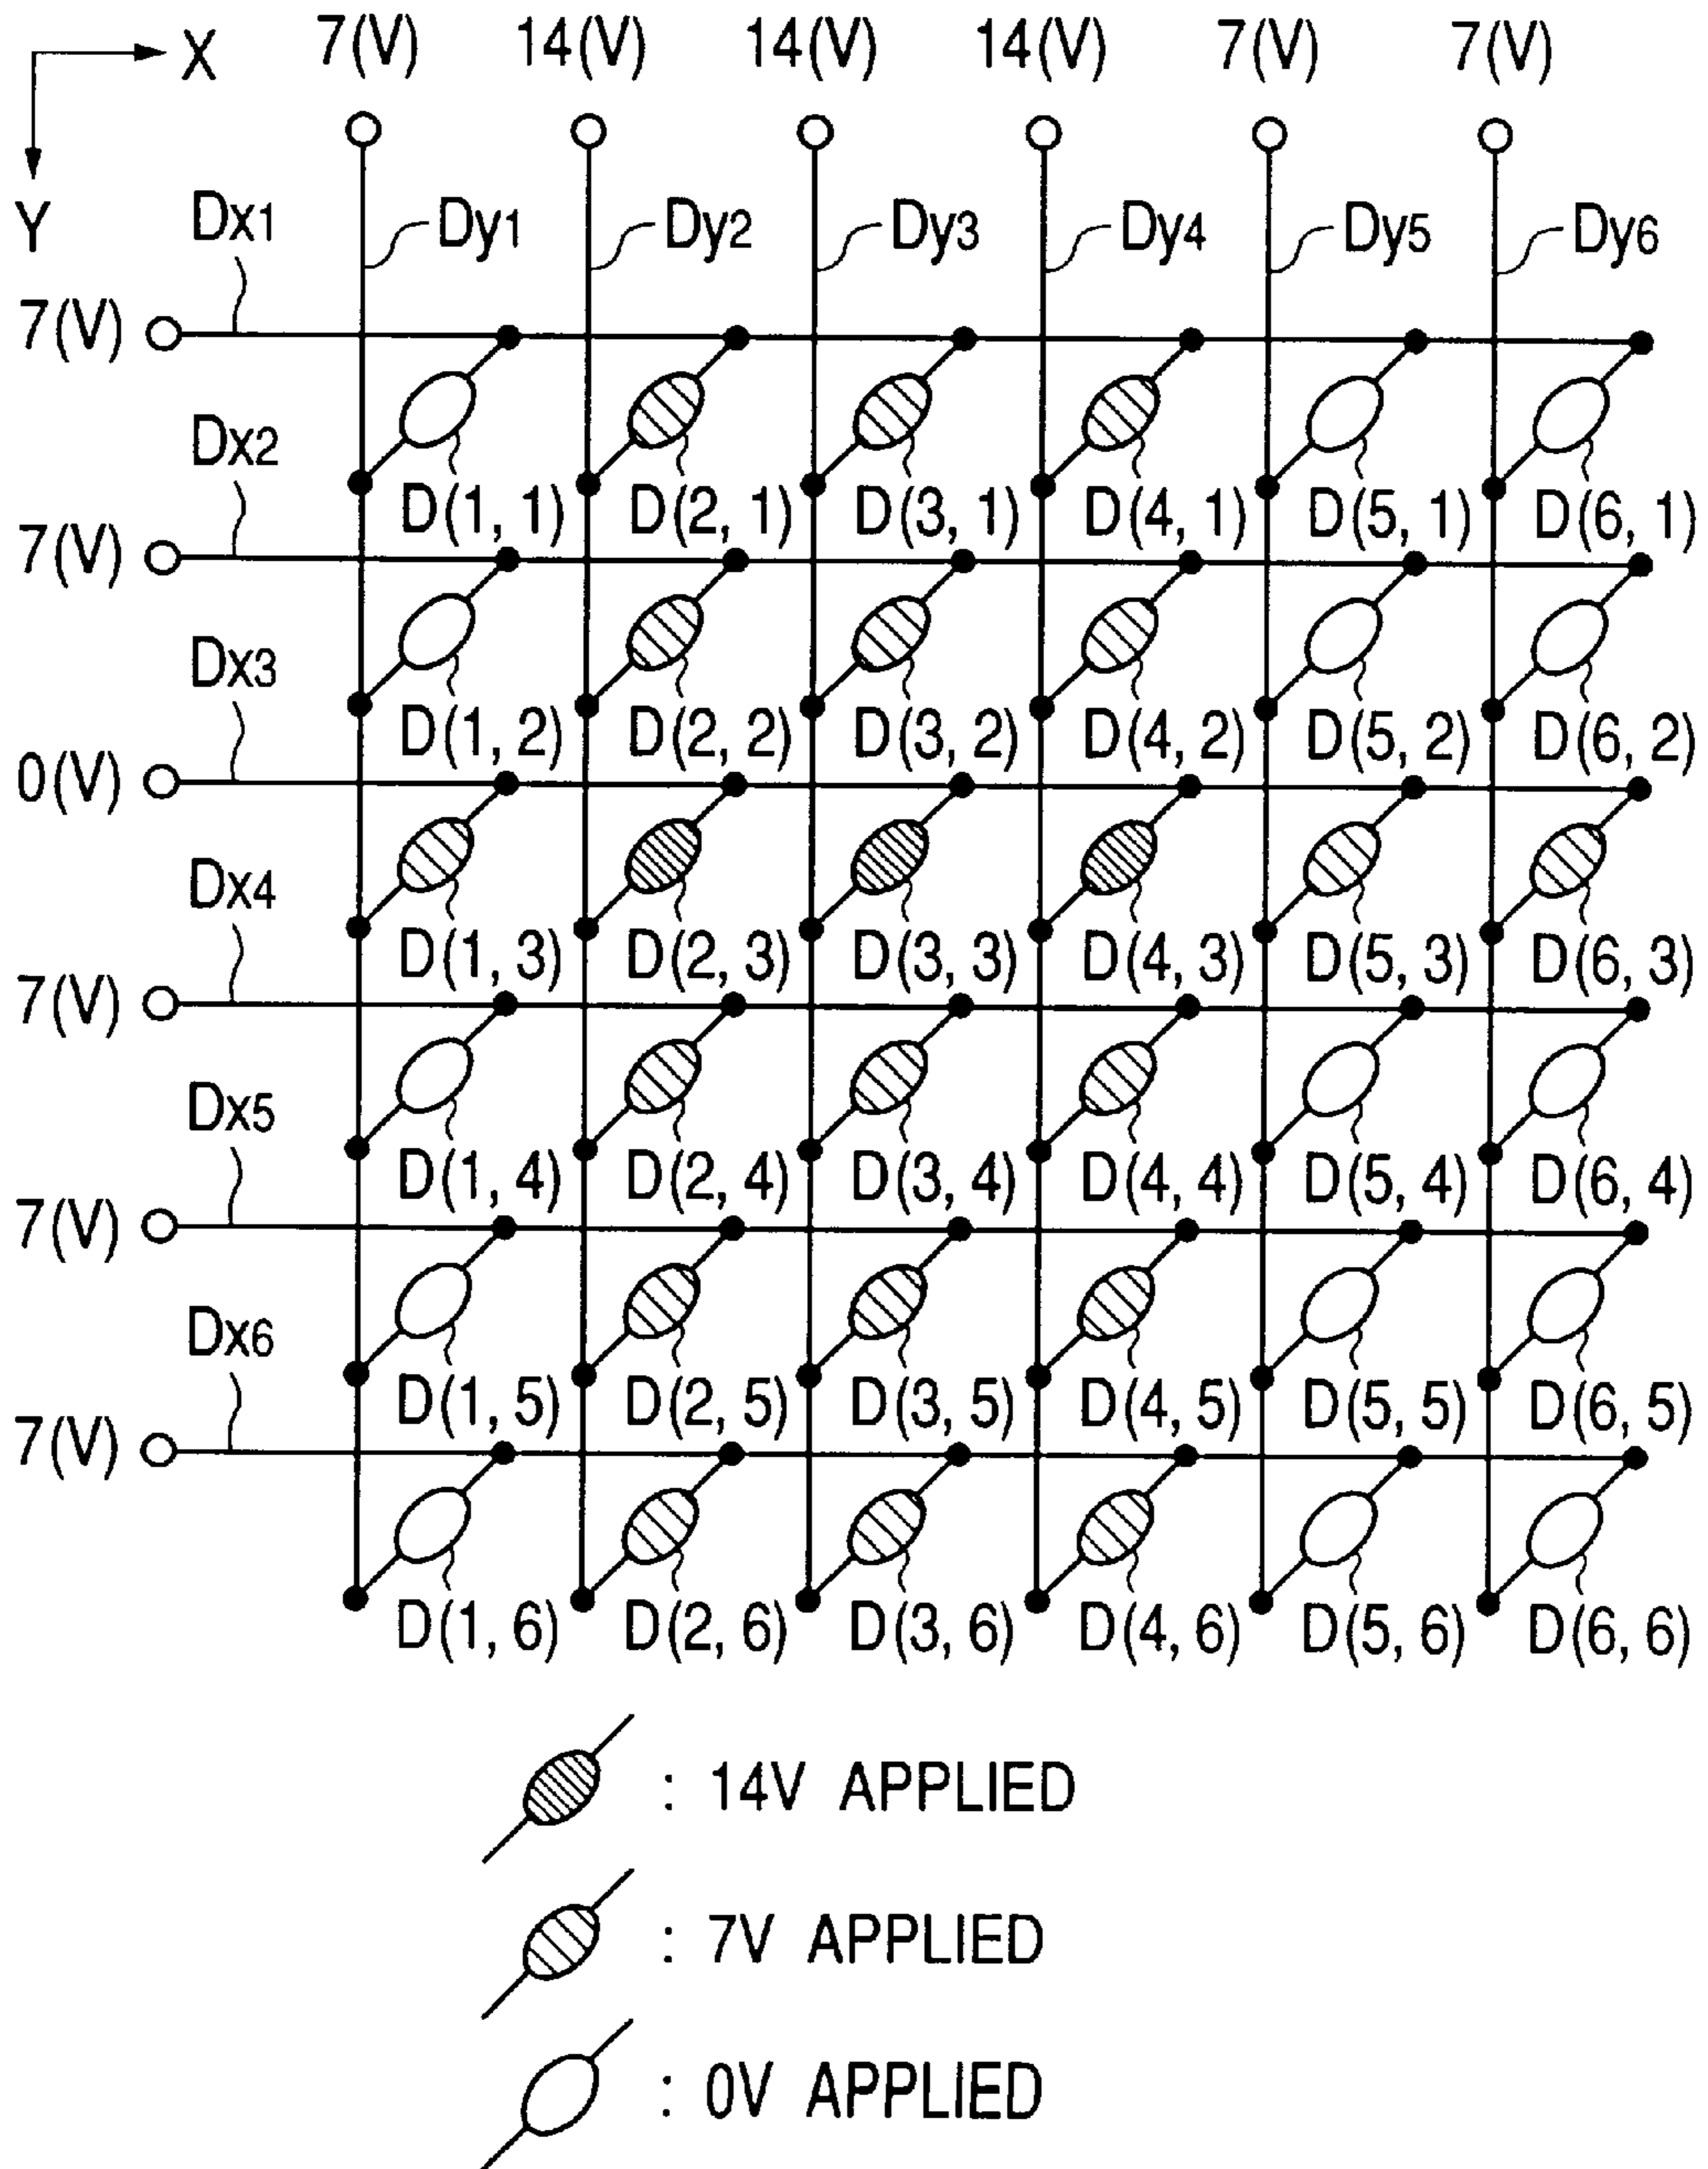 X 7(V) 14(V) 14(V) 14(V) 7(V) 7(V)
Y Dx1 Dy1 Dy2 Dy3 Dy4 Dy5 Dy6
7(V)
Dx2 D(1, 1) D(2, 1) D(3, 1) D(4, 1) D(5, 1) D(6, 1)
7(V)
Dx3 D(1, 2) D(2, 2) D(3, 2) D(4, 2) D(5, 2) D(6, 2)
0(V)
Dx4 D(1, 3) D(2, 3) D(3, 3) D(4, 3) D(5, 3) D(6, 3)
7(V)
Dx5 D(1, 4) D(2, 4) D(3, 4) D(4, 4) D(5, 4) D(6, 4)
7(V)
Dx6 D(1, 5) D(2, 5) D(3, 5) D(4, 5) D(5, 5) D(6, 5)
7(V)
D(1, 6) D(2, 6) D(3, 6) D(4, 6) D(5, 6) D(6, 6)
: 14V APPLIED
: 7V APPLIED
: 0V APPLIED